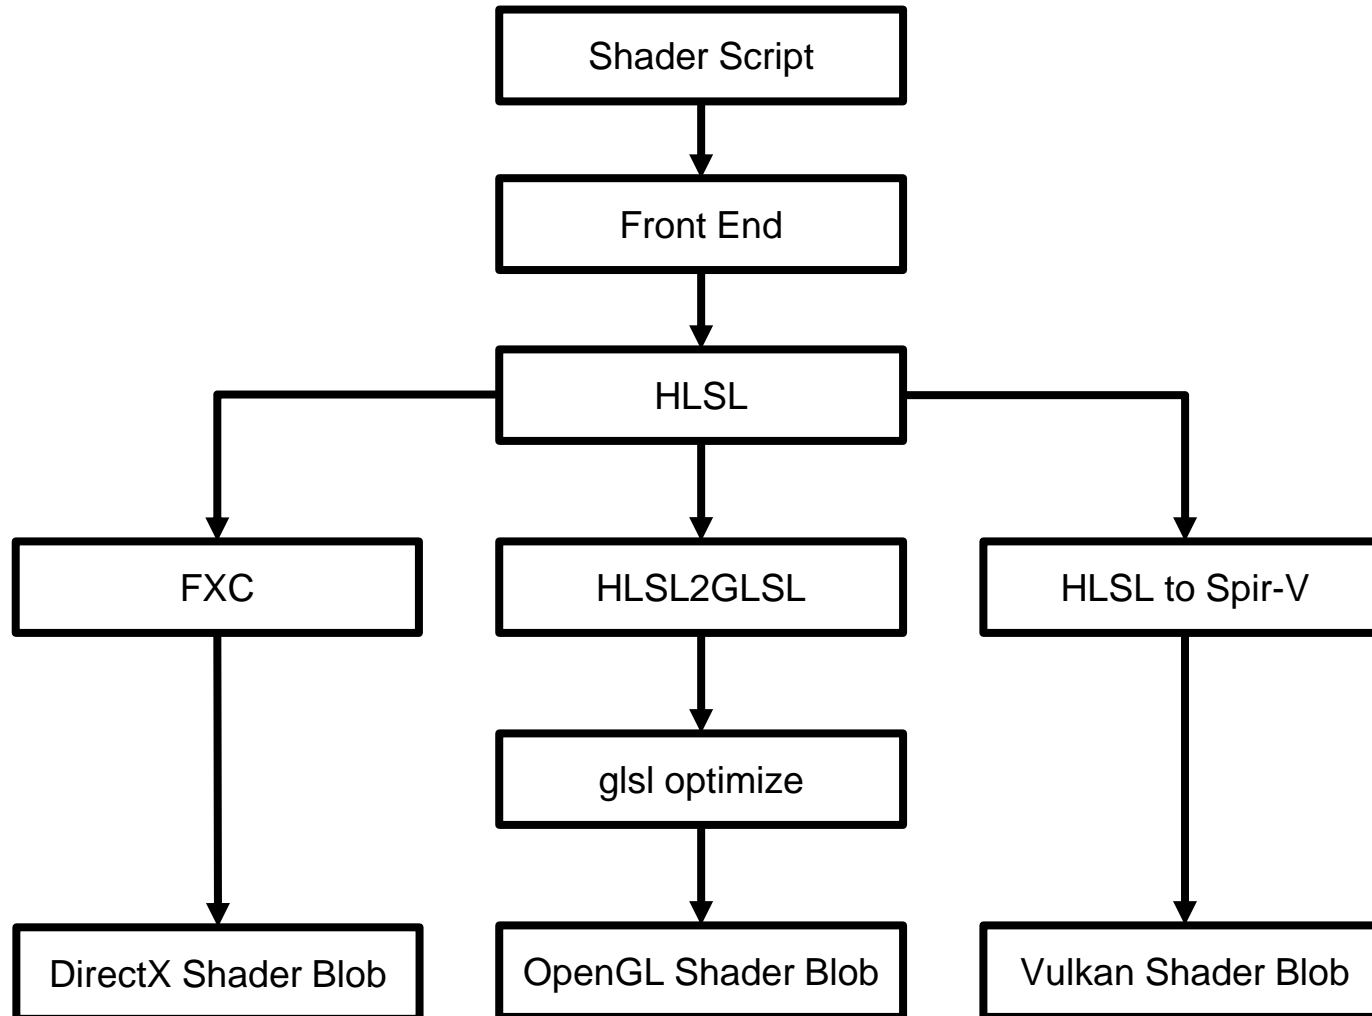 Shader Script
Front End
HLSL
FXC
HLSL2GLSL
HLSL to Spir-V
glsl optimize
DirectX Shader Blob
OpenGL Shader Blob
Vulkan Shader Blob